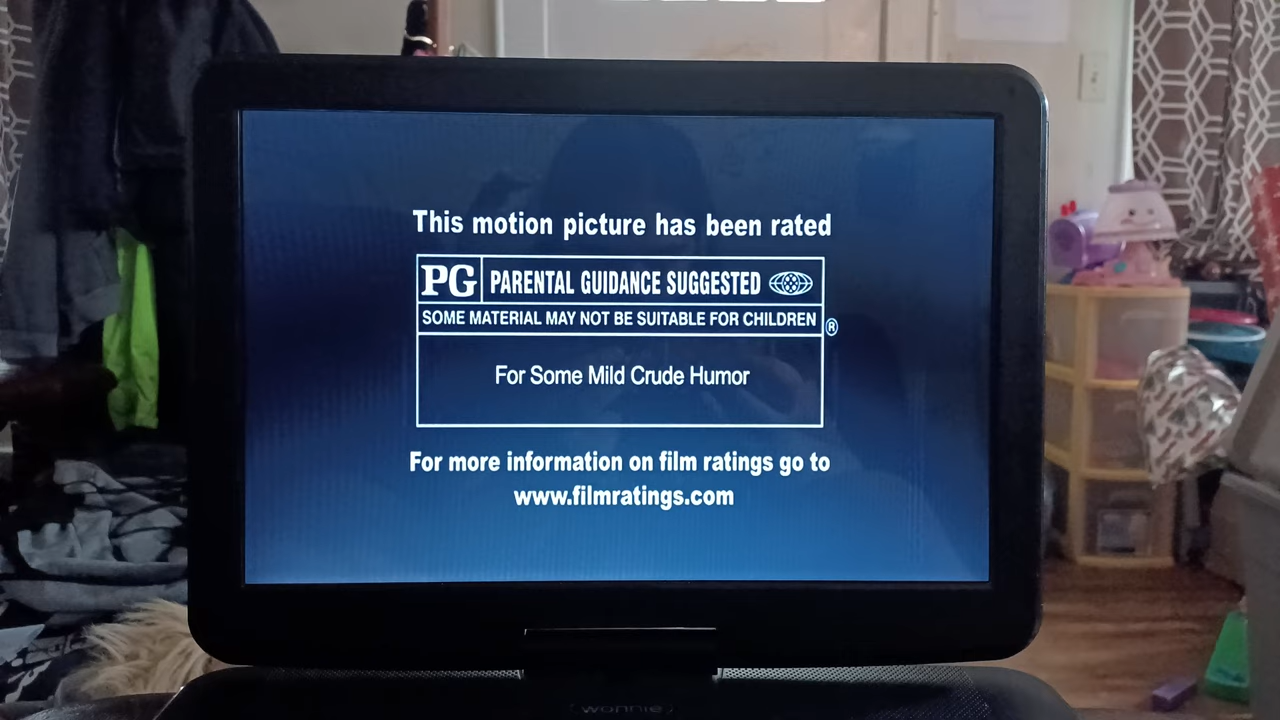 This motion picture has been rated
PG PARENTAL GUIDANCE SUGGESTED
SOME MATERIAL MAY NOT BE SUITABLE FOR CHILDREN ®
For Some Mild Crude Humor
For more information on film ratings go to
www.filmratings.com
wonnie